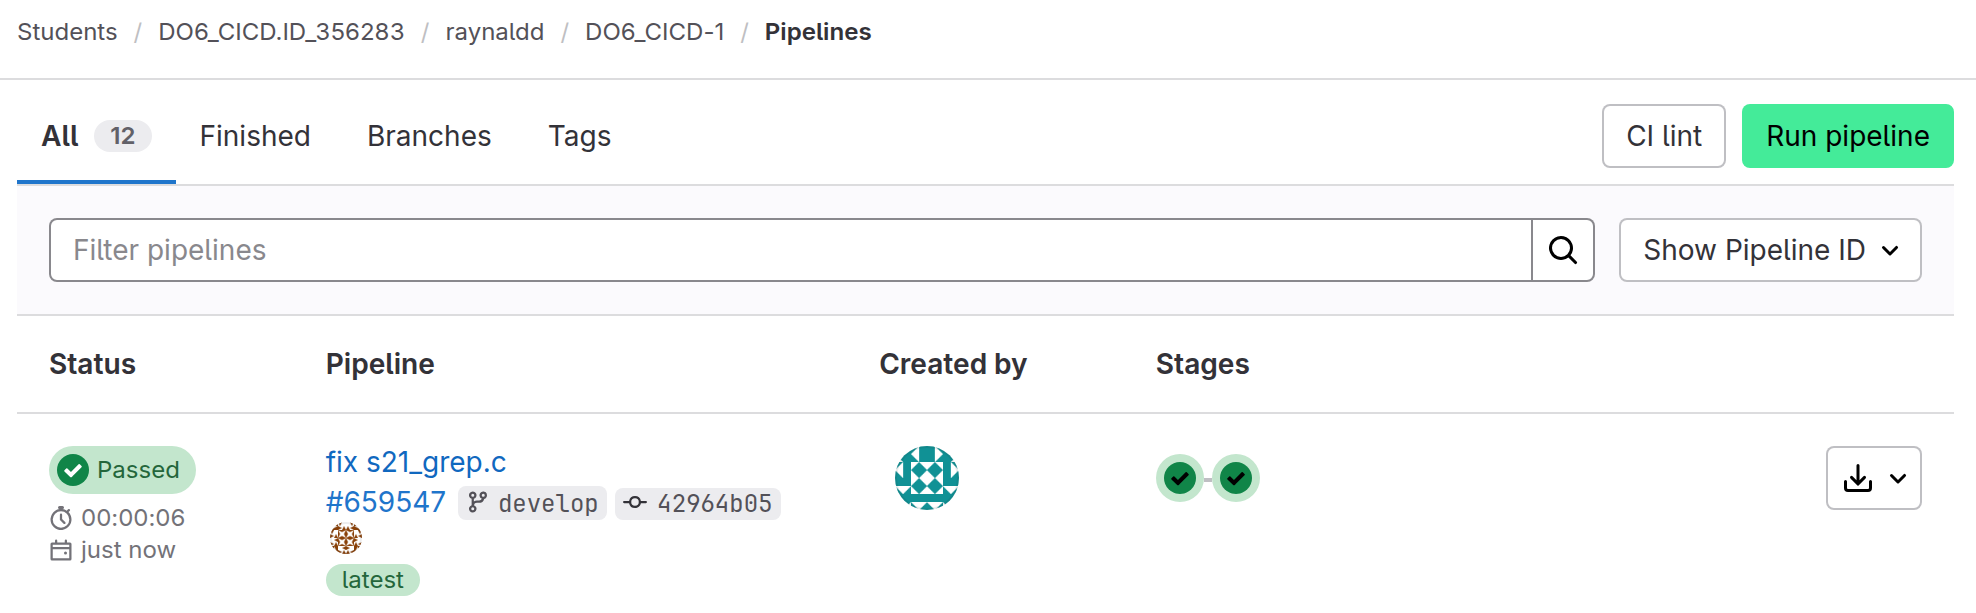 Students / DO6_CICD.ID_356283 / raynaldd / DO6_CICD-1 / Pipelines
All 12 Finished Branches Tags CI lint Run pipeline
Filter pipelines Show Pipeline ID
Status Pipeline Created by Stages
Passed fix s21_grep.c
#659547 develop 42964b05
00:00:06
just now
latest